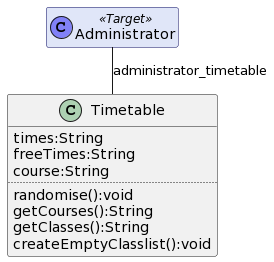 C
«Target»
Administrator
administrator_timetable
C
Timetable
times:String
freeTimes:String
course:String
randomise():void
getCourses():String
getClasses():String
createEmptyClasslist():void